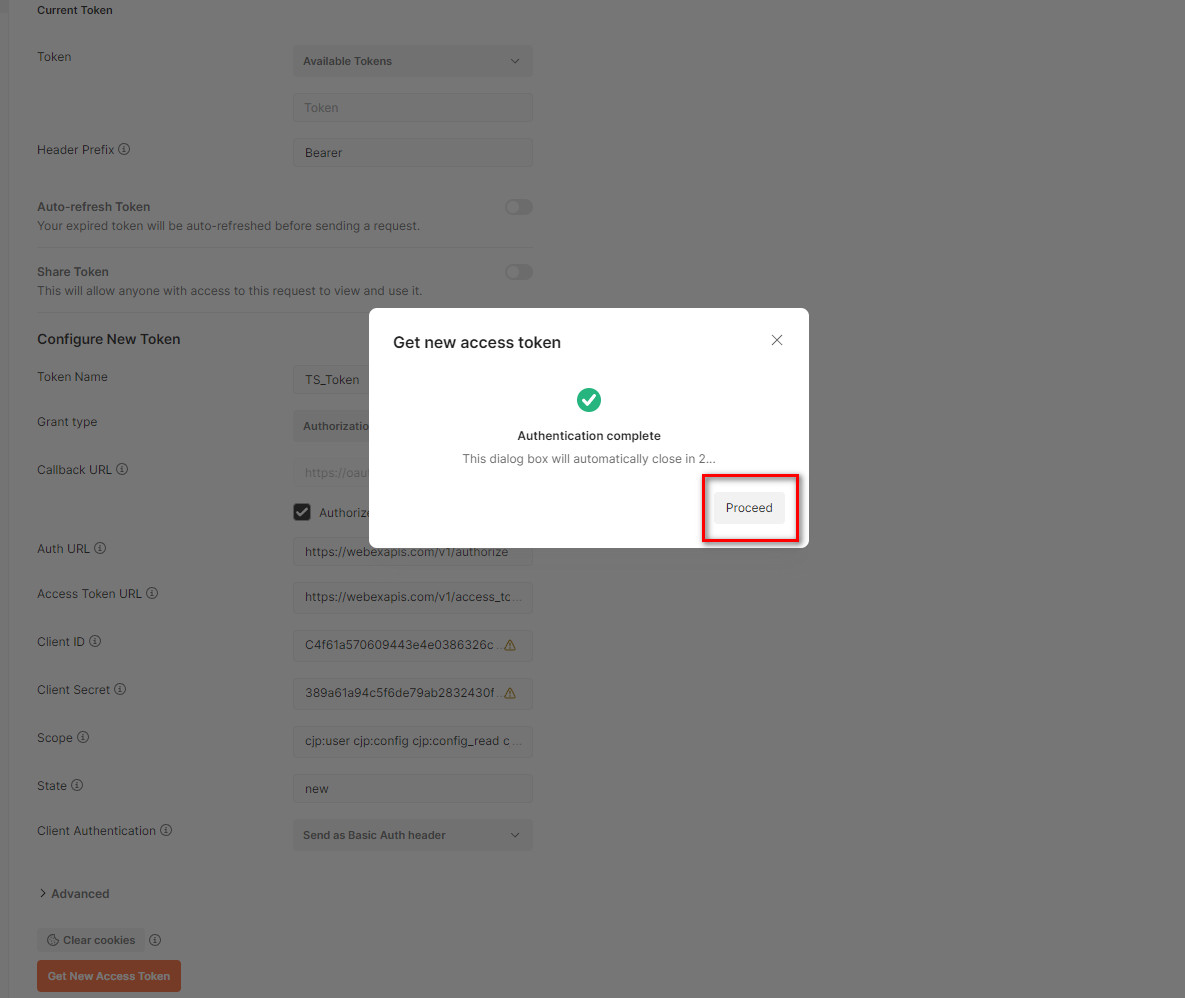 Current Token
Token
Available Tokens
Token
Header Prefix
Bearer
Auto-refresh Token
Your expired token will be auto-refreshed before sending a request.
Share Token
This will allow anyone with access to this request to view and use it.
Configure New Token
Get new access token
Authentication complete
This dialog box will automatically close in 2...
Proceed
Token Name
TS_Token
Grant type
Authorizatio
Callback URL
https://oau
Authorize
Auth URL
https://webexapis.com/v1/authorize
Access Token URL
https://webexapis.com/v1/access_tc...
Client ID
C4f61a570609443e4e0386326c...
Client Secret
389a61a94c5f6de79ab2832430f...
Scope
cjp:user cjp:config cjp:config_read c...
State
new
Client Authentication
Send as Basic Auth header
Advanced
Clear cookies
Get New Access Token